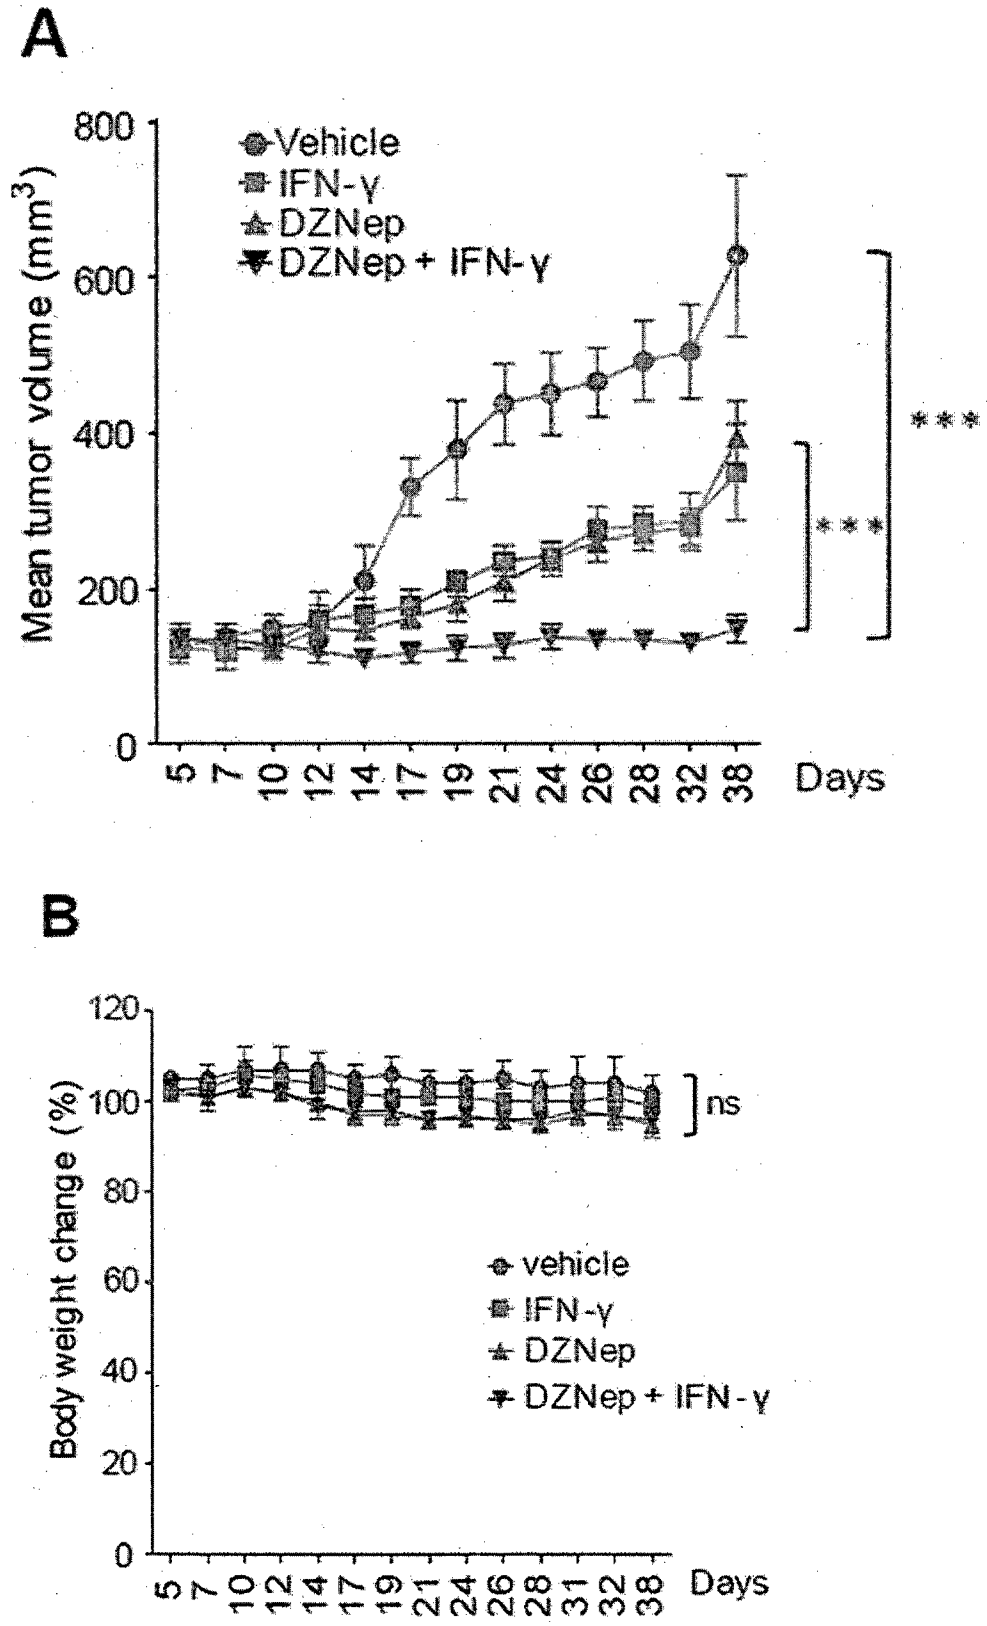 A
Mean tumor volume (mm³)
800
600
400
200
0
Vehicle
IFN-γ
DZNep
DZNep + IFN-γ
***
***
5 7 10 12 14 17 19 21 24 26 28 32 38 Days
B
Body weight change (%)
120
100
80
60
40
20
0
ns
vehicle
IFN-γ
DZNep
DZNep + IFN-γ
5 7 10 12 14 17 19 21 24 26 28 31 32 38 Days